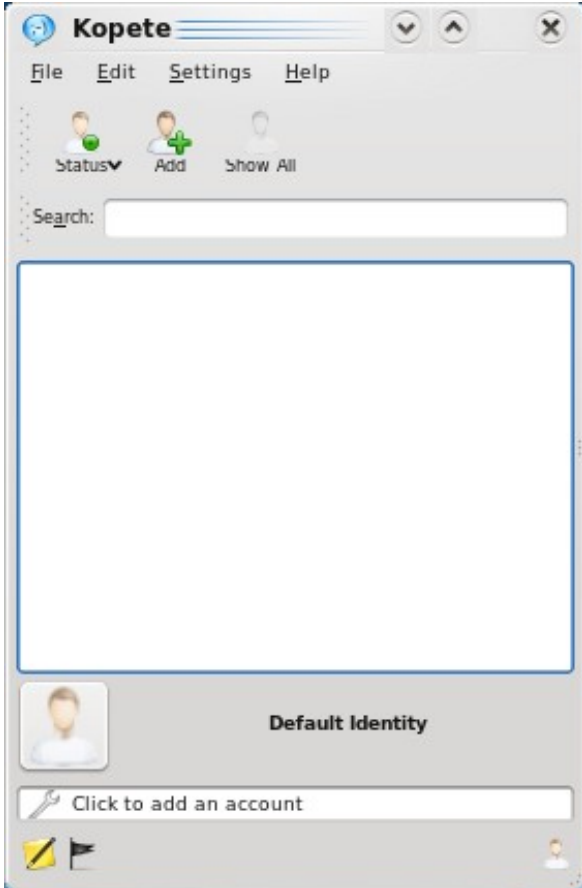 Kopete
File Edit Settings Help
Status Add Show All
Search:
Default Identity
Click to add an account